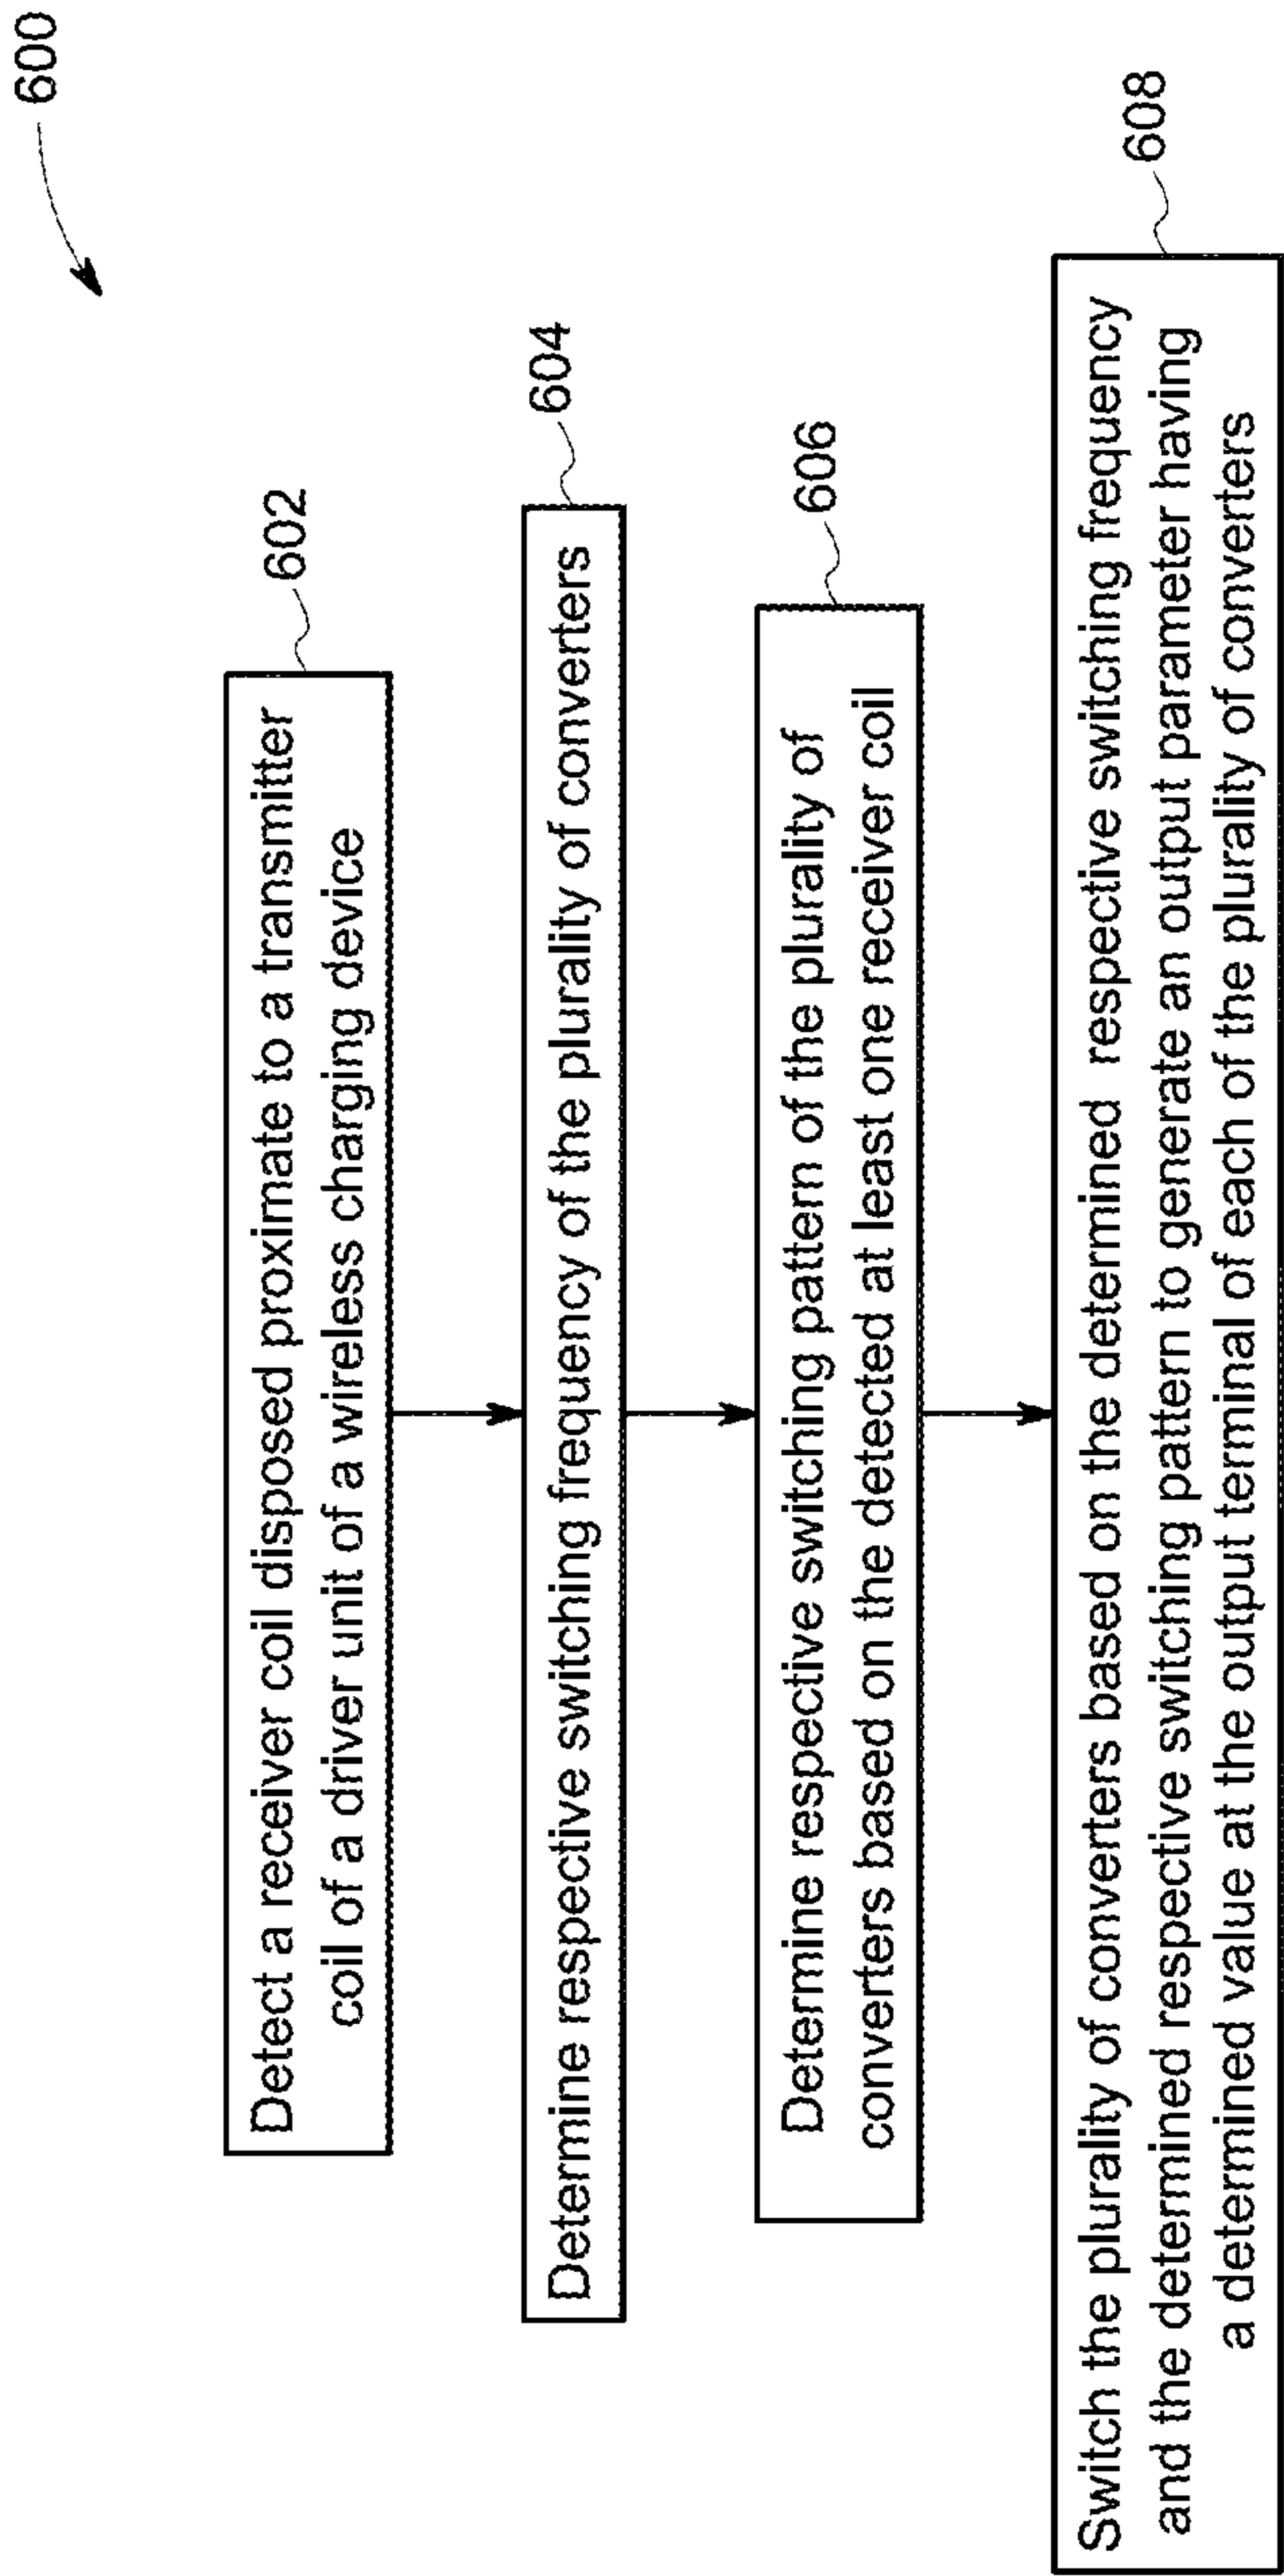 600
Detect a receiver coil disposed proximate to a transmitter
coil of a driver unit of a wireless charging device
602
Determine respective switching frequency of the plurality of converters
604
Determine respective switching pattern of the plurality of
converters based on the detected at least one receiver coil
606
Switch the plurality of converters based on the determined respective switching frequency
and the determined respective switching pattern to generate an output parameter having
a determined value at the output terminal of each of the plurality of converters
608